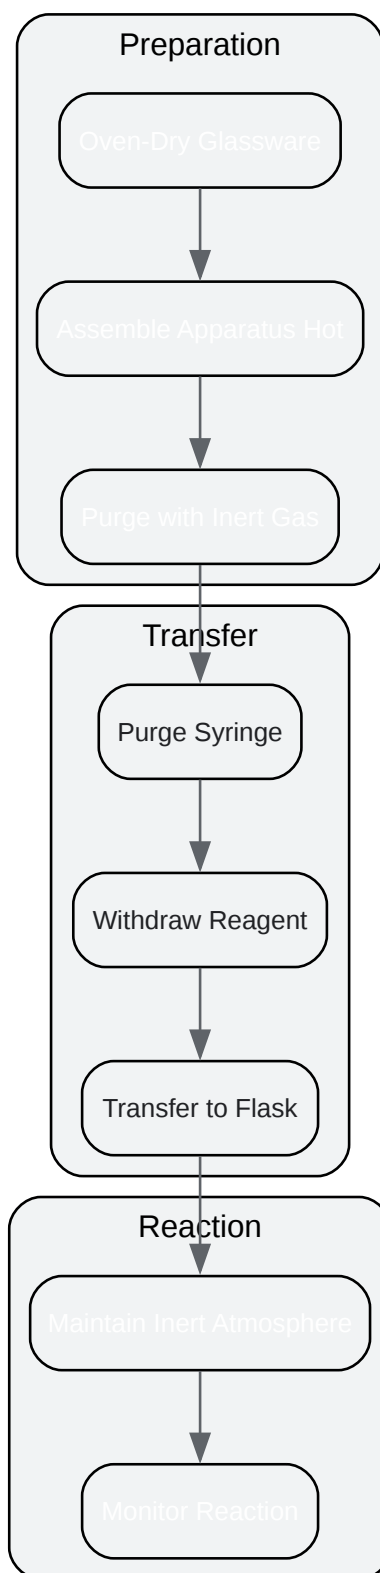 Preparation
Oven-Dry Glassware
Assemble Apparatus Hot
Purge with Inert Gas
Transfer
Purge Syringe
Withdraw Reagent
Transfer to Flask
Reaction
Maintain Inert Atmosphere
Monitor Reaction